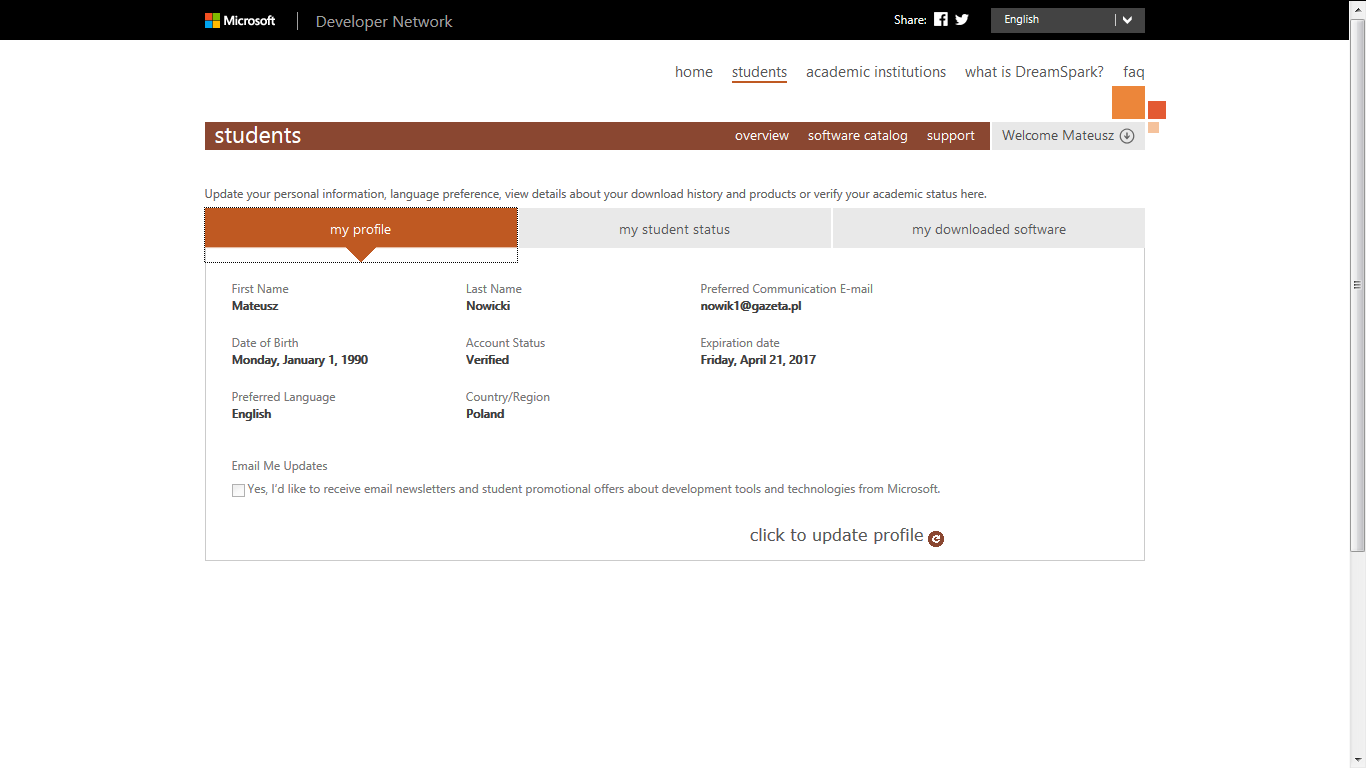 Microsoft Developer Network Share: English
home students academic institutions what is DreamSpark? faq
students overview software catalog support Welcome Mateusz
Update your personal information, language preference, view details about your download history and products or verify your academic status here.
my profile my student status my downloaded software
First Name Last Name Preferred Communication E-mail
Mateusz Nowicki nowik1@gazeta.pl
Date of Birth Account Status Expiration date
Monday, January 1, 1990 Verified Friday, April 21, 2017
Preferred Language Country/Region
English Poland
Email Me Updates
Yes, I'd like to receive email newsletters and student promotional offers about development tools and technologies from Microsoft.
click to update profile